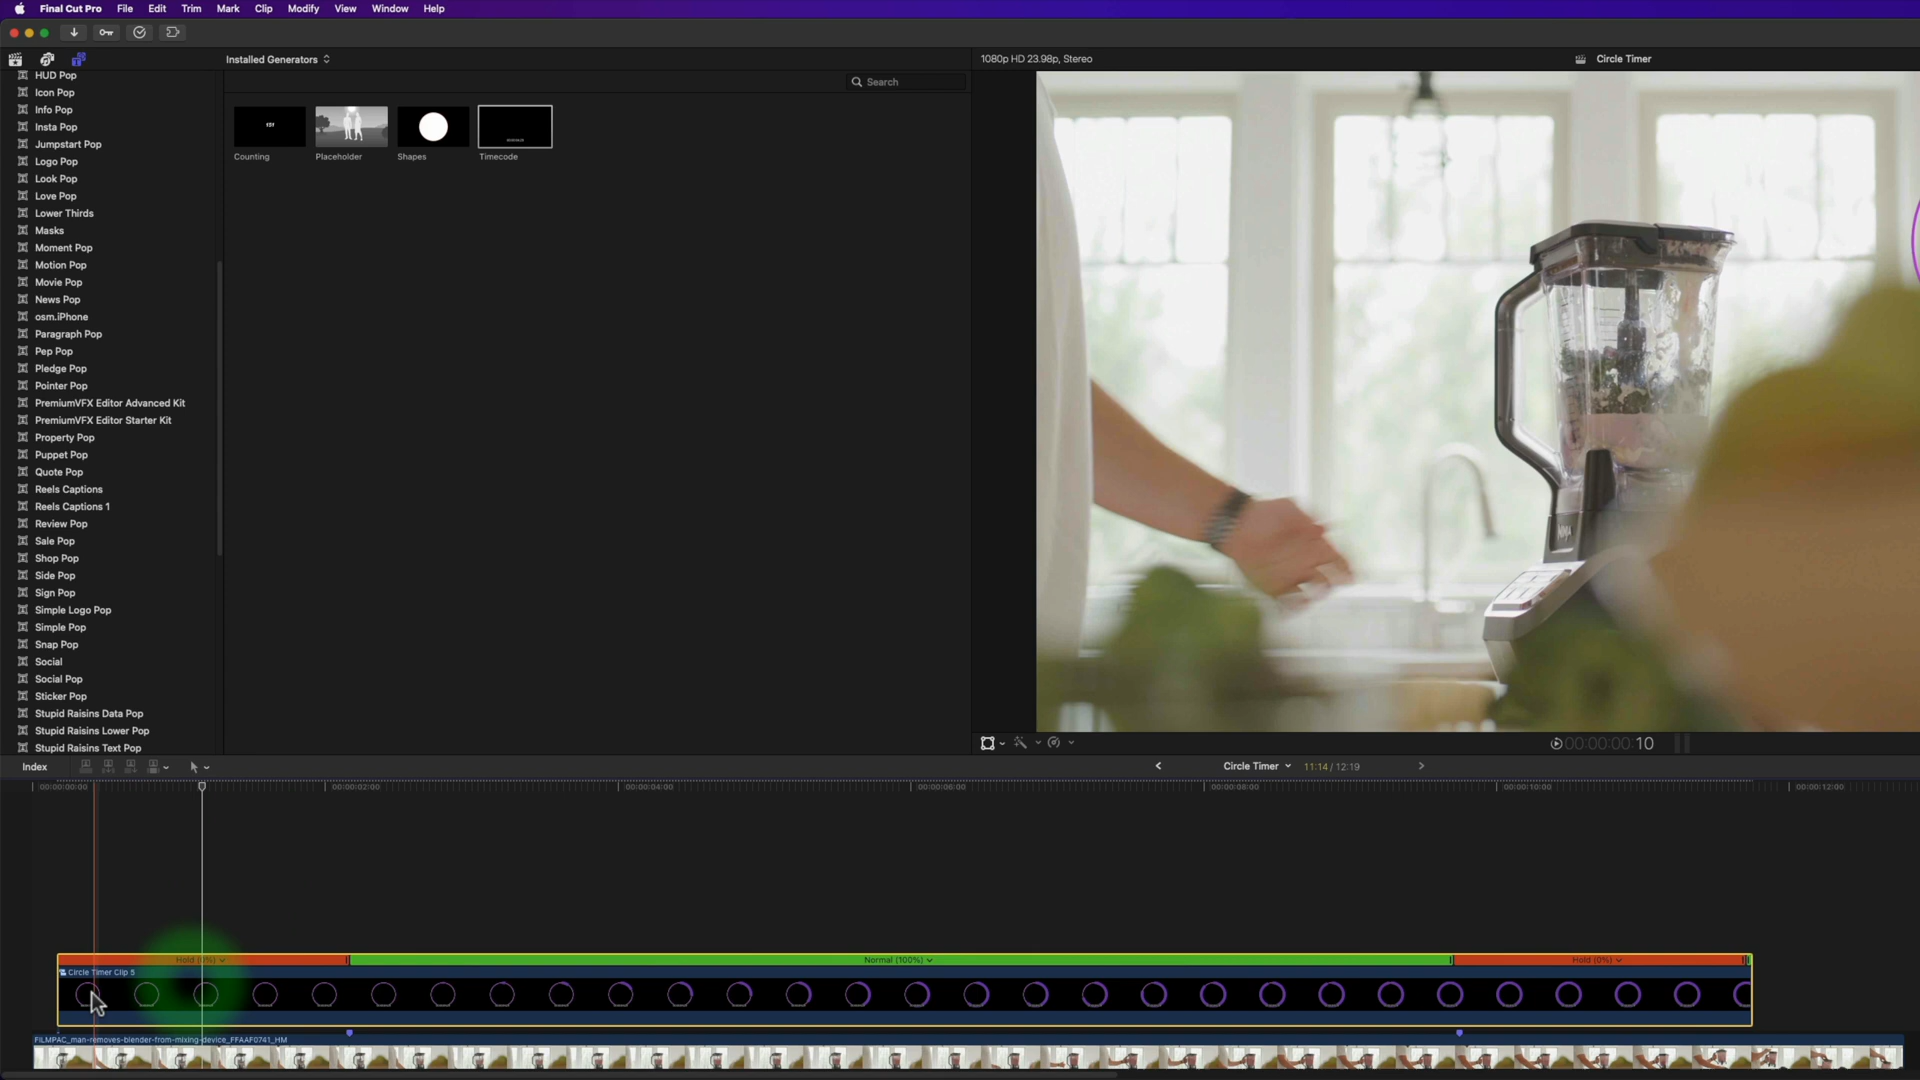 Final Cut Pro File Edit Trim Mark Clip Modify View Window Help
Installed Generators
1080p HD 23.98p, Stereo
Circle Timer
Search
HUD Pop
Icon Pop
Info Pop
Insta Pop
Jumpstart Pop
Logo Pop
Look Pop
Love Pop
Lower Thirds
Masks
Moment Pop
Motion Pop
Movie Pop
News Pop
osm.iPhone
Paragraph Pop
Pep Pop
Pledge Pop
Pointer Pop
PremiumVFX Editor Advanced Kit
PremiumVFX Editor Starter Kit
Property Pop
Puppet Pop
Quote Pop
Reels Captions
Reels Captions 1
Review Pop
Sale Pop
Shop Pop
Side Pop
Sign Pop
Simple Logo Pop
Simple Pop
Snap Pop
Social
Social Pop
Sticker Pop
Stupid Raisins Data Pop
Stupid Raisins Lower Pop
Stupid Raisins Text Pop
Counting
Placeholder
Shapes
Timecode
NINJA
00:00:00:10
Index
Circle Timer
11:14 / 12:19
00:00:00:00
00:00:02:00
00:00:04:00
00:00:06:00
00:00:08:00
00:00:10:00
00:00:12:00
Hold (0%)
Normal (100%)
Hold (0%)
Circle Timer Clip 5
FILMPAC_man-removes-blender-from-mixing-device_FFAAF0741_HM